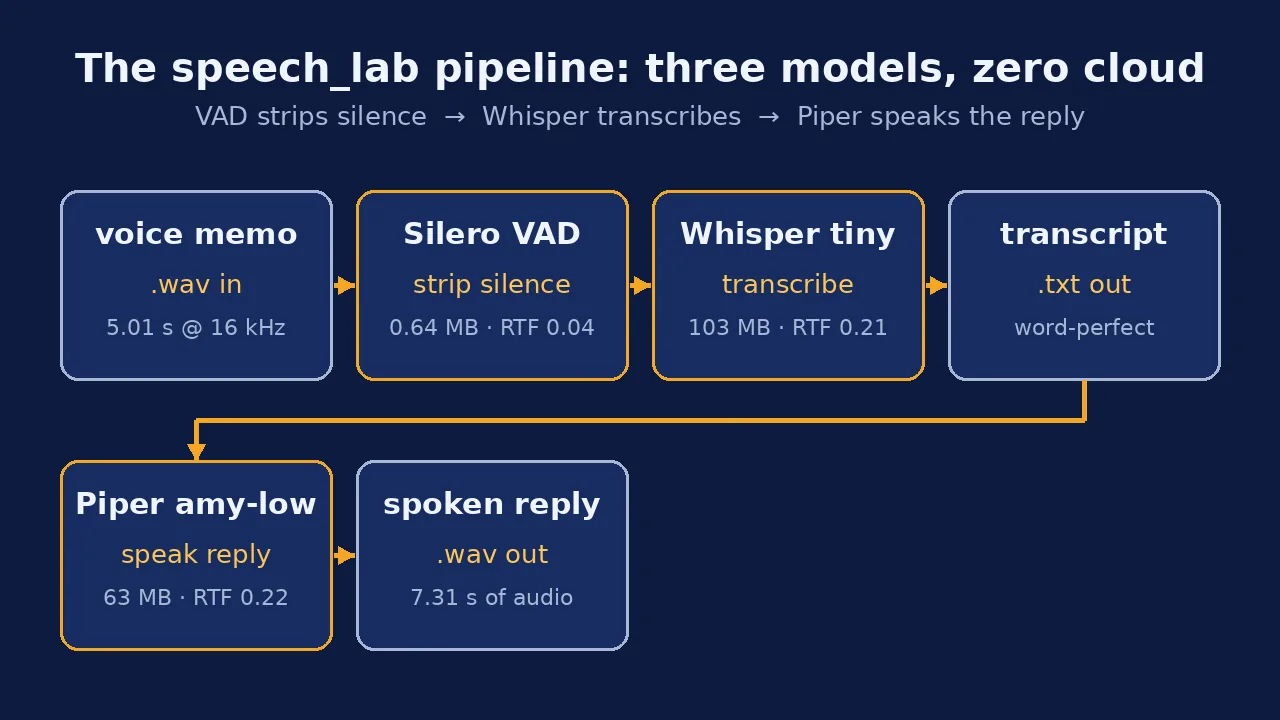 The speech_lab pipeline: three models, zero cloud
VAD strips silence → Whisper transcribes → Piper speaks the reply
voice memo
.wav in
5.01 s @ 16 kHz
Silero VAD
strip silence
0.64 MB · RTF 0.04
Whisper tiny
transcribe
103 MB · RTF 0.21
transcript
.txt out
word-perfect
Piper amy-low
speak reply
63 MB · RTF 0.22
spoken reply
.wav out
7.31 s of audio